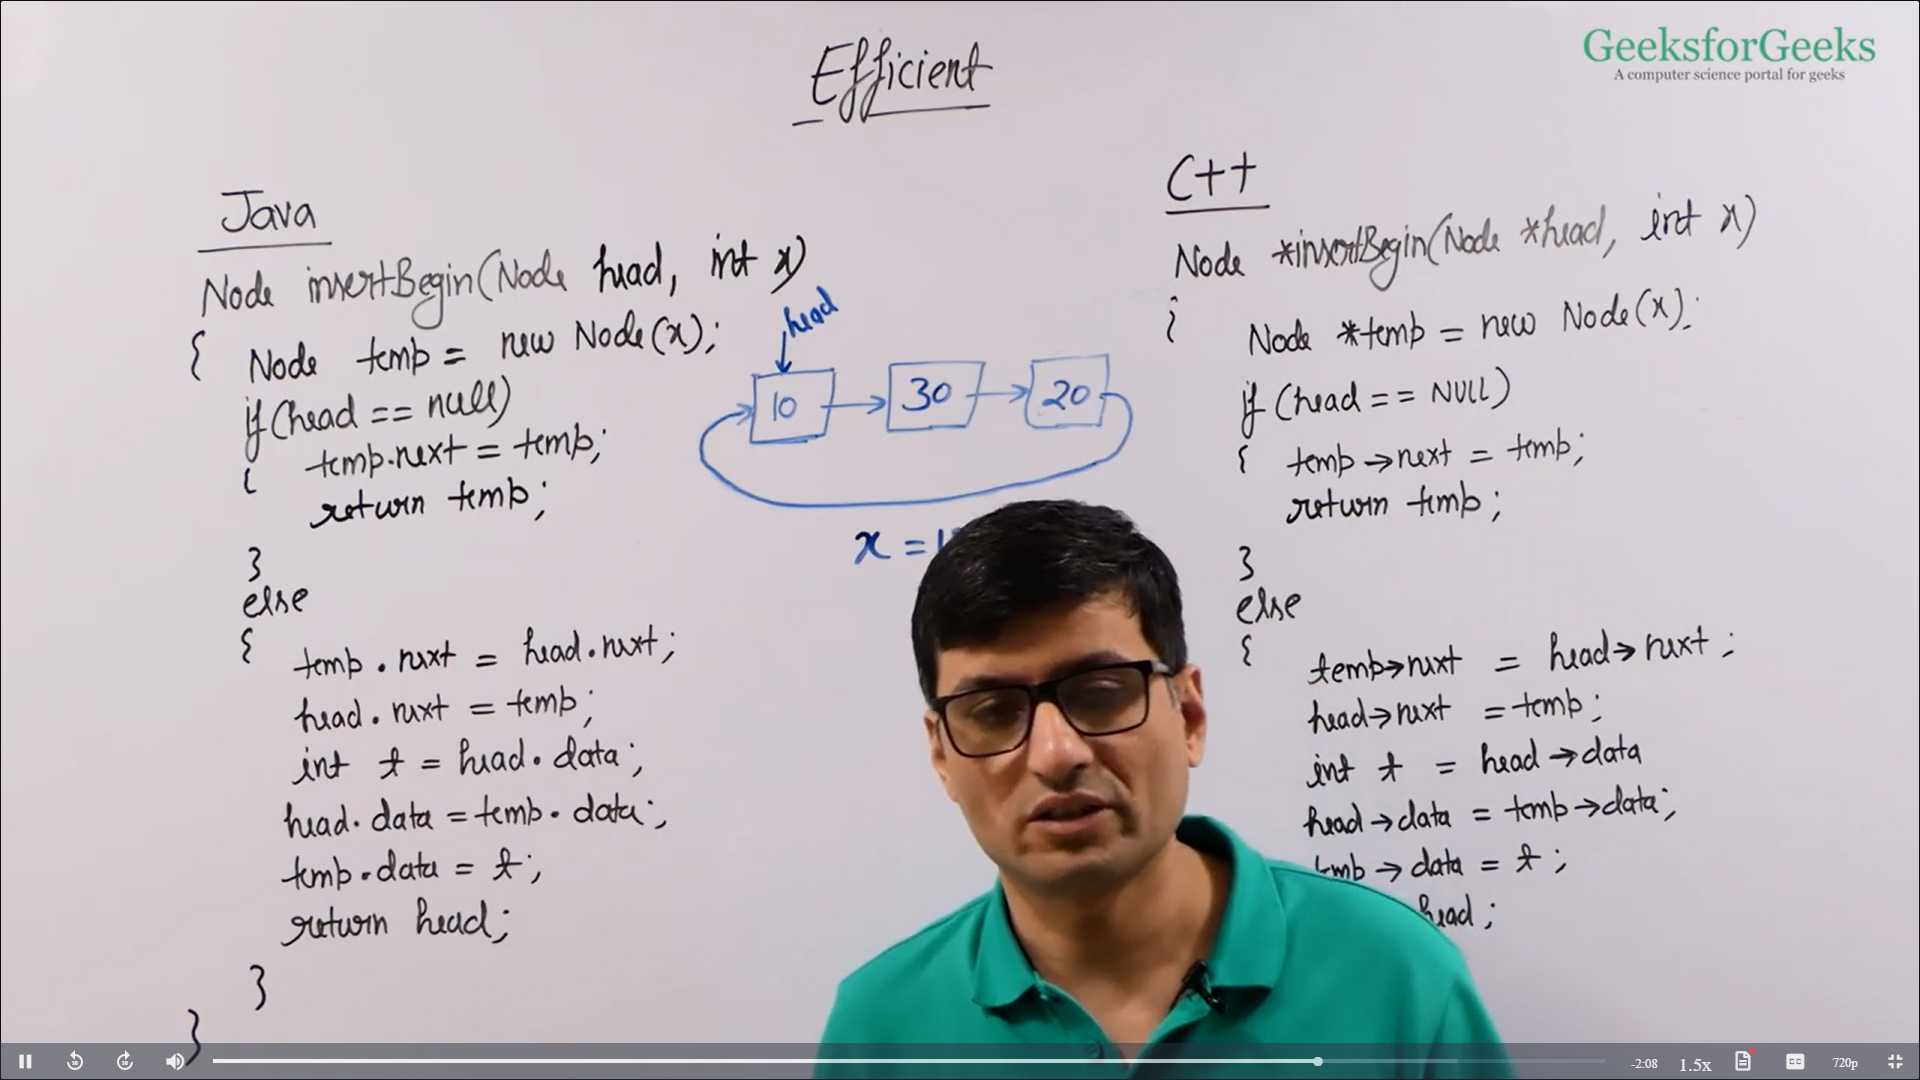 Efficient
GeeksforGeeks
A computer science portal for geeks
Java
Node insertBegin(Node head, int x)
{ Node temp = new Node(x);
if(head == null)
{ temp.next = temp;
return temp;
}
else
{ temp.next = head.next;
head.next = temp;
int t = head.data;
head.data = temp.data;
temp.data = t;
return head;
}
}
head
10
30
20
x =
C++
Node *insertBegin(Node *head, int x)
{ Node *temp = new Node(x);
if (head == NULL)
{ temp→next = temp;
return temp;
}
else
{ temp→next = head→next;
head→next = temp;
int t = head→data
head→data = temp→data;
→data = t;
head;
-2:08
1.5x
CC
720p